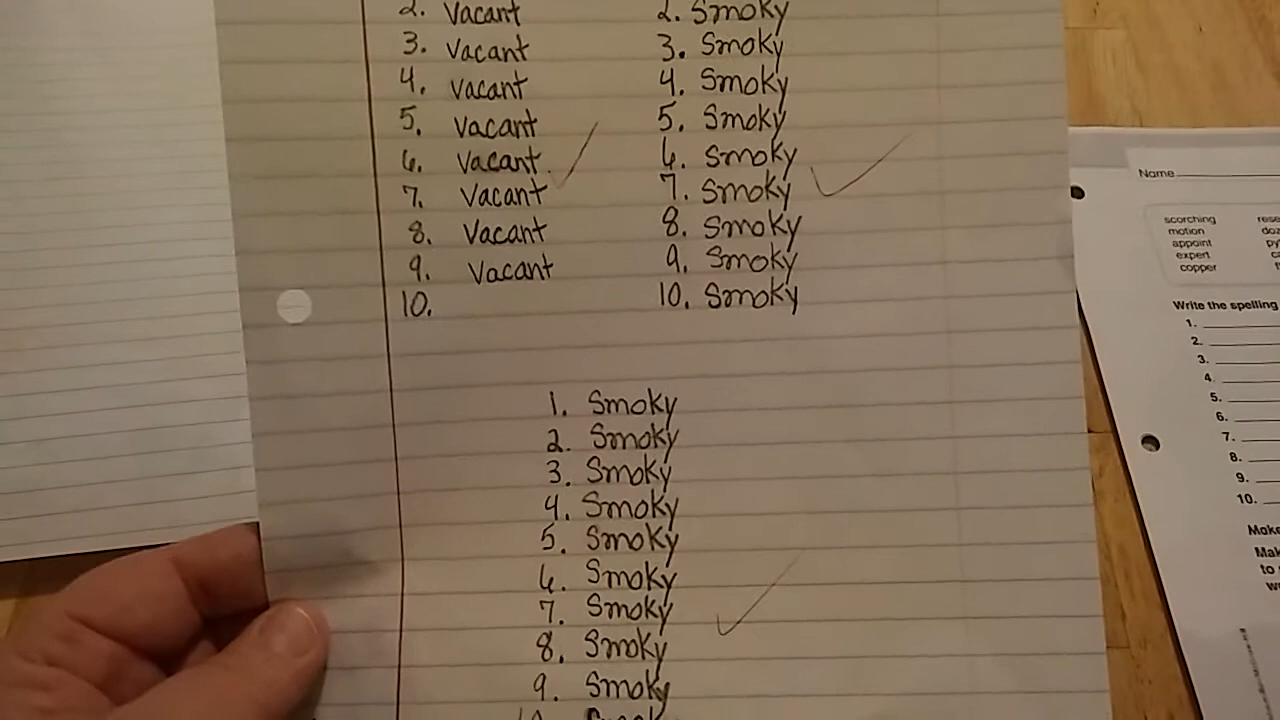 2. Vacant
3. Vacant
4. Vacant
5. Vacant
6. Vacant
7. Vacant
8. Vacant
9. Vacant
10.
2. Smoky
3. Smoky
4. Smoky
5. Smoky
6. Smoky
7. Smoky
8. Smoky
9. Smoky
10. Smoky
1. Smoky
2. Smoky
3. Smoky
4. Smoky
5. Smoky
6. Smoky
7. Smoky
8. Smoky
9. Smoky
Name
scorching
motion
appoint
expert
copper
Write the spelling
1.
2.
3.
4.
5.
6.
7.
8.
9.
10.
to